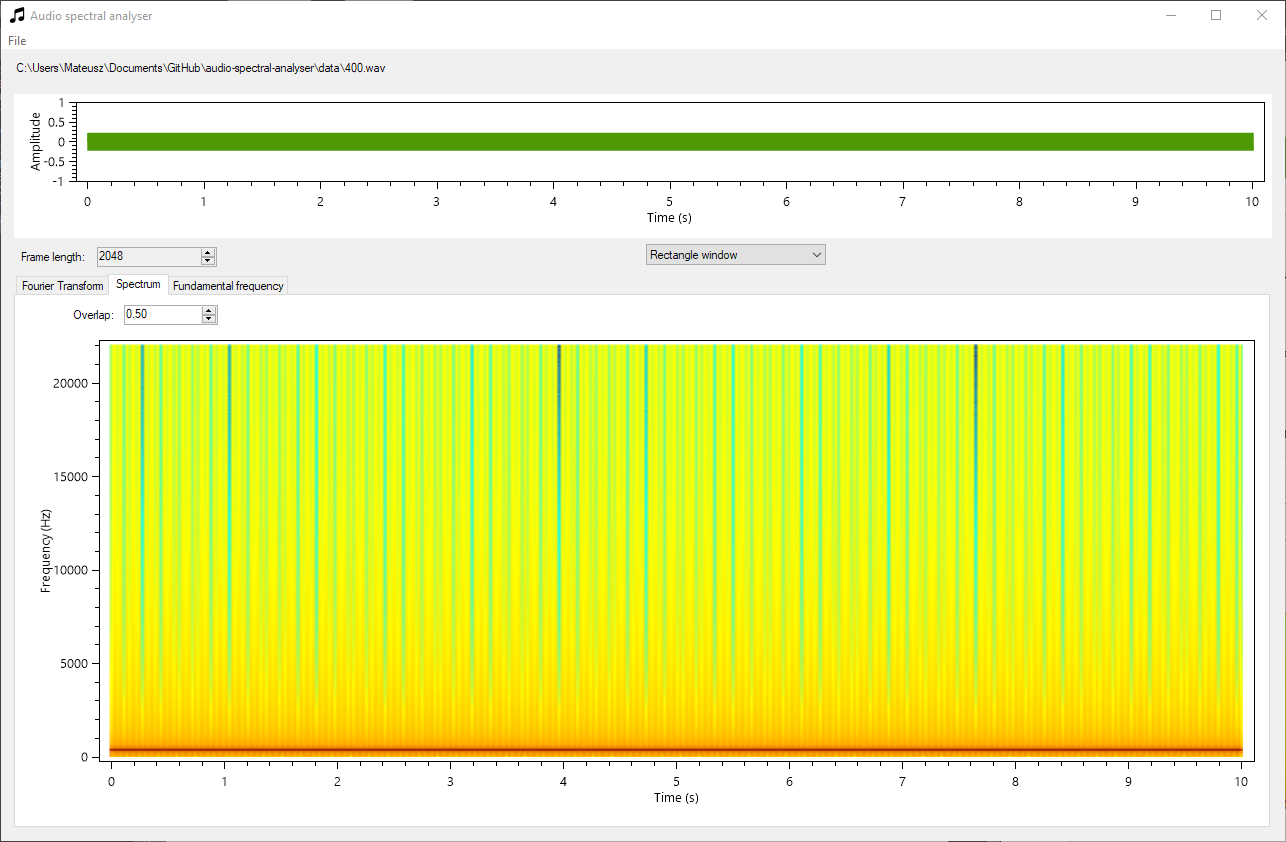 Audio spectral analyser
File
C:\Users\Mateusz\Documents\GitHub\audio-spectral-analyser\data\400.wav
Amplitude
1
0.5
0
-0.5
-1
0 1 2 3 4 5 6 7 8 9 10
Time (s)
Frame length: 2048 Rectangle window
Fourier Transform Spectrum Fundamental frequency
Overlap: 0.50
Frequency (Hz)
20000
15000
10000
5000
0
0 1 2 3 4 5 6 7 8 9 10
Time (s)